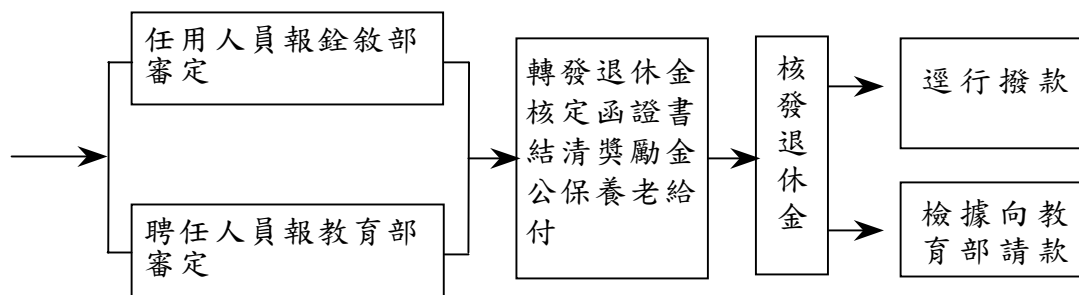 任用人員報銓敘部
審定
聘任人員報教育部
審定
轉發退休金
核定函證書
結清獎勵金
公保養老給
付
核發退休金
逕行撥款
檢據向教
育部請款